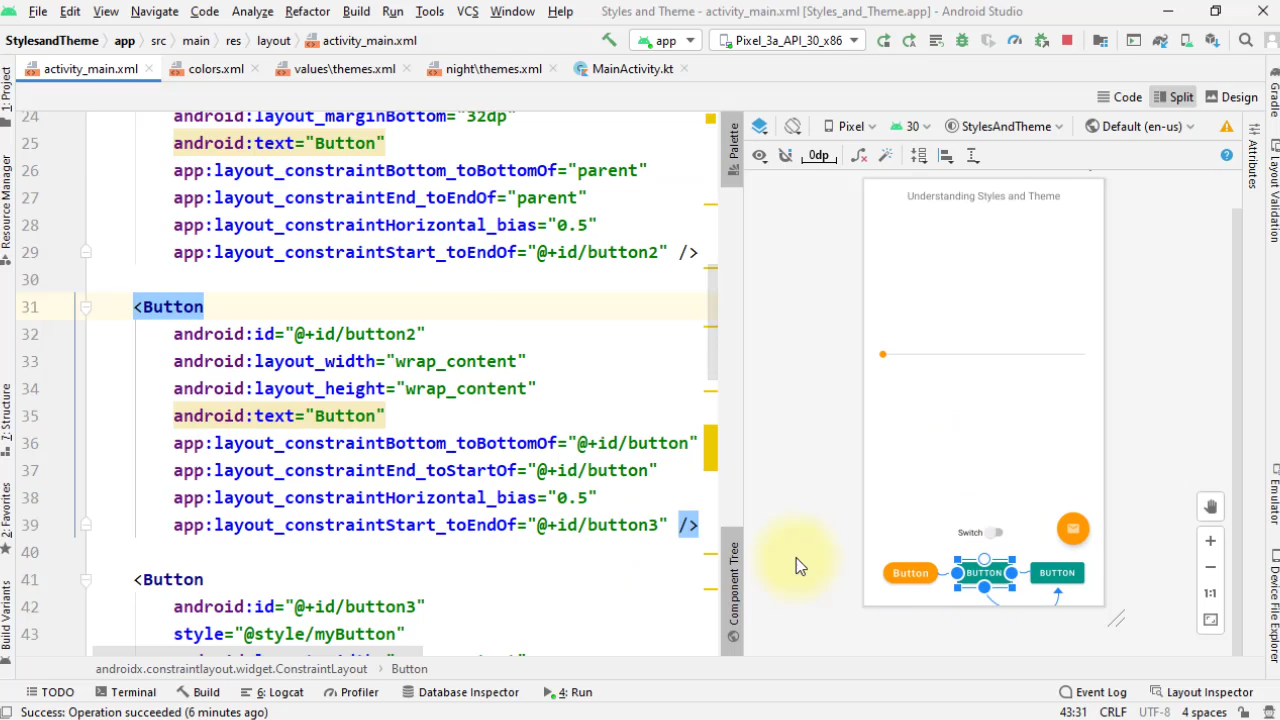 File Edit View Navigate Code Analyze Refactor Build Run Tools VCS Window Help Styles and Theme - activity_main.xml [Styles_and_Theme.app] - Android Studio
StylesandTheme app src main res layout activity_main.xml app Pixel_3a_API_30_x86
activity_main.xml colors.xml values\themes.xml night\themes.xml MainActivity.kt
Code Split Design
24 android:layout_marginBottom="32dp"
25 android:text="Button"
26 app:layout_constraintBottom_toBottomOf="parent"
27 app:layout_constraintEnd_toEndOf="parent"
28 app:layout_constraintHorizontal_bias="0.5"
29 app:layout_constraintStart_toEndOf="@+id/button2" />
30
31 <Button
32 android:id="@+id/button2"
33 android:layout_width="wrap_content"
34 android:layout_height="wrap_content"
35 android:text="Button"
36 app:layout_constraintBottom_toBottomOf="@+id/button"
37 app:layout_constraintEnd_toStartOf="@+id/button"
38 app:layout_constraintHorizontal_bias="0.5"
39 app:layout_constraintStart_toEndOf="@+id/button3" />
40
41 <Button
42 android:id="@+id/button3"
43 style="@style/myButton"
Pixel 30 StylesandTheme Default (en-us)
0dp
Understanding Styles and Theme
Switch
Button BUTTON BUTTON
1:1
Palette
Component Tree
1: Project
Resource Manager
7: Structure
2: Favorites
Build Variants
Gradle
Attributes
Layout Validation
Emulator
Device File Explorer
androidx.constraintlayout.widget.ConstraintLayout Button
TODO Terminal Build 6: Logcat Profiler Database Inspector 4: Run Event Log Layout Inspector
Success: Operation succeeded (6 minutes ago) 43:31 CRLF UTF-8 4 spaces